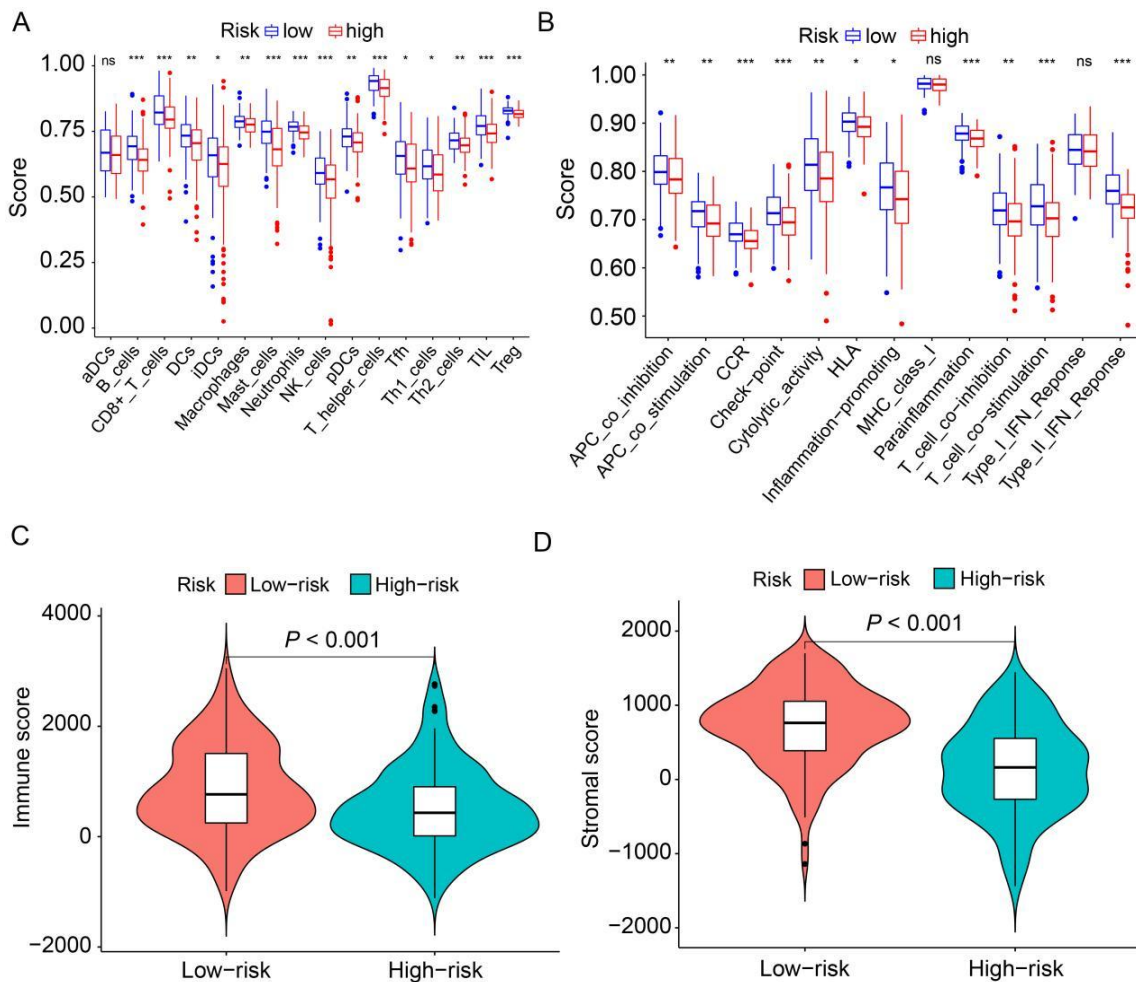 A
Risk low high
ns *** *** ** * ** *** *** *** ** *** * * ** *** ***
Score
1.00
0.75
0.50
0.25
0.00
aDCs
B_cells
CD8+_T_cells
DCs
iDCs
Macrophages
Mast_cells
Neutrophils
NK_cells
pDCs
T_helper_cells
Tfh
Th1_cells
Th2_cells
TIL
Treg
B
Risk low high
** ** *** *** ** * * ns *** ** *** ns ***
Score
1.00
0.90
0.80
0.70
0.60
0.50
APC_co_inhibition
APC_co_stimulation
CCR
Check-point
Cytolytic_activity
HLA
Inflammation-promoting
MHC_class_I
Parainflammation
T_cell_co-inhibition
T_cell_co-stimulation
Type_I_IFN_Reponse
Type_II_IFN_Reponse
C
Risk Low-risk High-risk
P < 0.001
Immune score
4000
2000
0
−2000
Low-risk High-risk
D
Risk Low-risk High-risk
P < 0.001
Stromal score
2000
1000
0
−1000
−2000
Low-risk High-risk